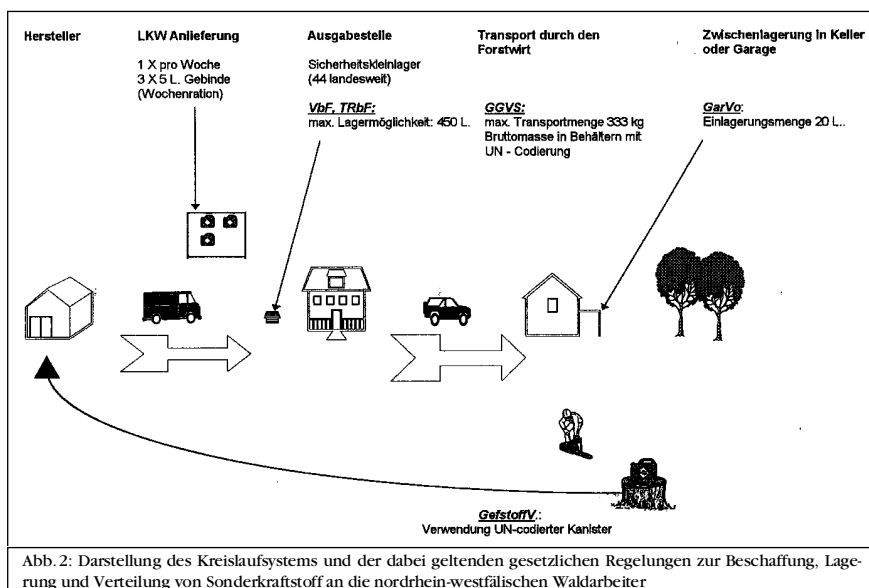 Hersteller
LKW Anlieferung
1 X pro Woche
3 X 5 L. Gebinde
(Wochenration)
Ausgabestelle
Sicherheitskleinlager
(44 landesweit)
VbF, TRbF:
max. Lagermöglichkeit: 450 L.
Transport durch den
Forstwirt
GGVS:
max. Transportmenge 333 kg
Bruttomasse in Behältern mit
UN - Codierung
Zwischenlagerung in Keller
oder Garage
GarVo:
Einlagerungsmenge 20 L..
GefstoffV.:
Verwendung UN-codierter Kanister
Abb. 2: Darstellung des Kreislaufsystems und der dabei geltenden gesetzlichen Regelungen zur Beschaffung, Lage-
rung und Verteilung von Sonderkraftstoff an die nordrhein-westfälischen Waldarbeiter